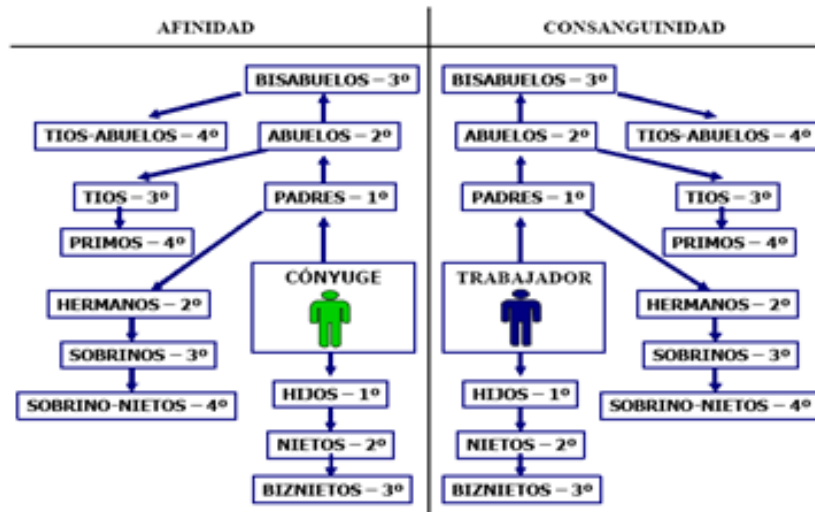 AFINIDAD
CONSANGUINIDAD
BISABUELOS – 3º
BISABUELOS – 3º
TIOS-ABUELOS – 4º
ABUELOS – 2º
ABUELOS – 2º
TIOS-ABUELOS – 4º
TIOS – 3º
PADRES – 1º
PADRES – 1º
TIOS – 3º
PRIMOS – 4º
PRIMOS – 4º
CÓNYUGE
TRABAJADOR
HERMANOS – 2º
HERMANOS – 2º
SOBRINOS – 3º
SOBRINOS – 3º
HIJOS – 1º
HIJOS – 1º
SOBRINO-NIETOS – 4º
SOBRINO-NIETOS – 4º
NIETOS – 2º
NIETOS – 2º
BIZNIETOS – 3º
BIZNIETOS – 3º